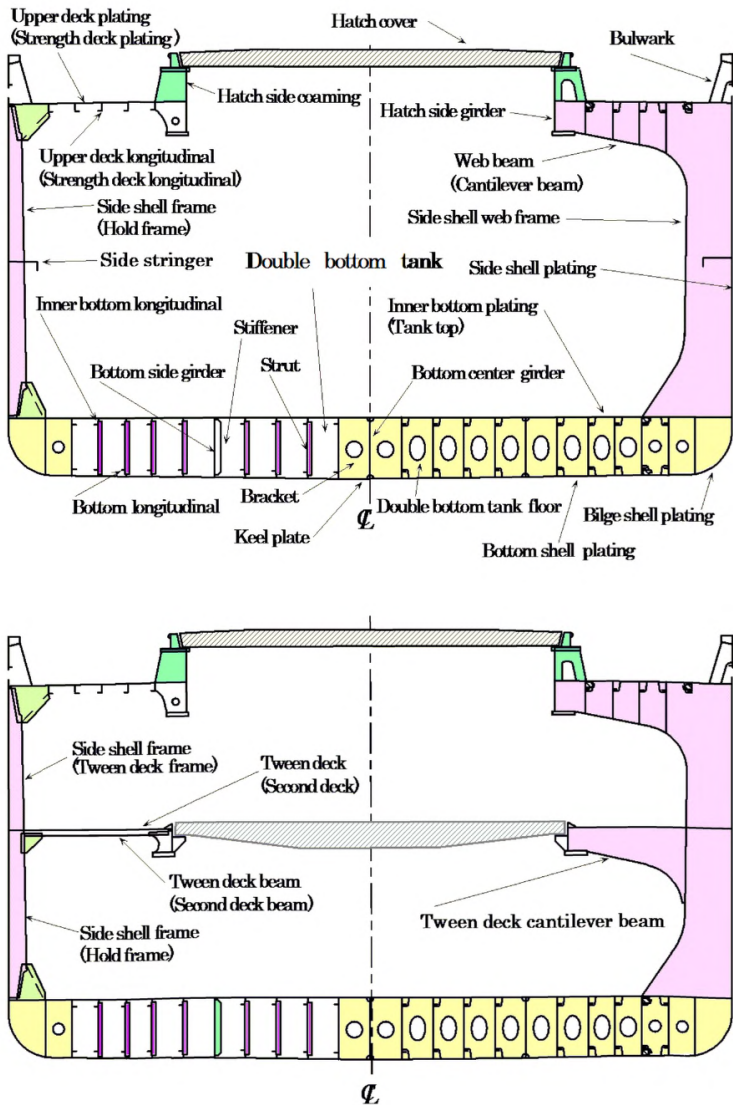 Upper deck plating
(Strength deck plating )
Hatch cover
Bulwark
Hatch side coaming
Hatch side girder
Upper deck longitudinal
(Strength deck longitudinal)
Web beam
(Cantilever beam)
Side shell frame
(Hold frame)
Side shell web frame
Side stringer
Double bottom tank
Side shell plating
Inner bottom longitudinal
Inner bottom plating
(Tank top)
Stiffener
Bottom side girder
Strut
Bottom center girder
Bottom longitudinal
Bracket
Double bottom tank floor
Bilge shell plating
Keel plate
Bottom shell plating
℄
Side shell frame
(Tween deck frame)
Tween deck
(Second deck)
Tween deck beam
(Second deck beam)
Tween deck cantilever beam
Side shell frame
(Hold frame)
℄